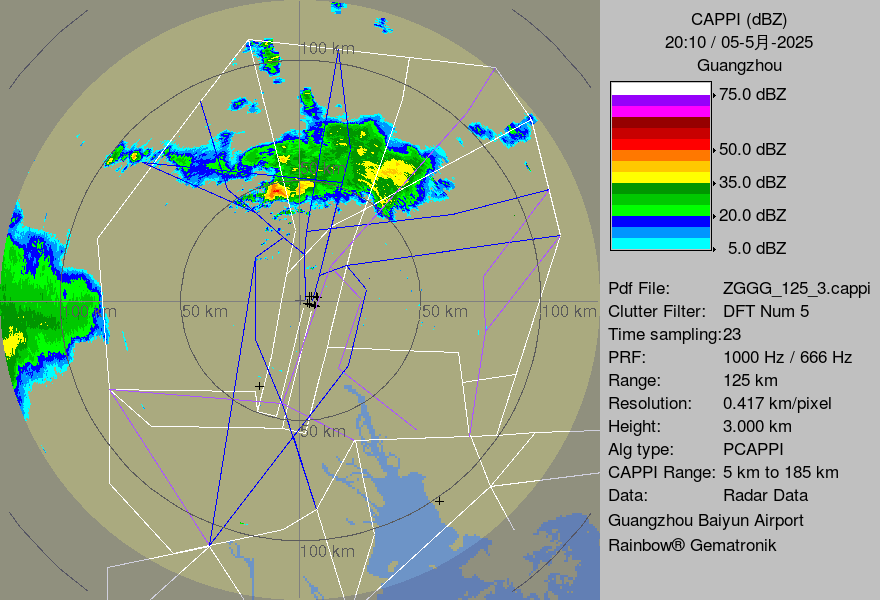 CAPPI (dBZ)
20:10 / 05-5月-2025
Guangzhou
75.0 dBZ
50.0 dBZ
35.0 dBZ
20.0 dBZ
5.0 dBZ
Pdf File: ZGGG_125_3.cappi
Clutter Filter: DFT Num 5
Time sampling:23
PRF: 1000 Hz / 666 Hz
Range: 125 km
Resolution: 0.417 km/pixel
Height: 3.000 km
Alg type: PCAPPI
CAPPI Range: 5 km to 185 km
Data: Radar Data
Guangzhou Baiyun Airport
Rainbow® Gematronik
100 km
100 km 50 km 50 km 100 km
50 km
100 km